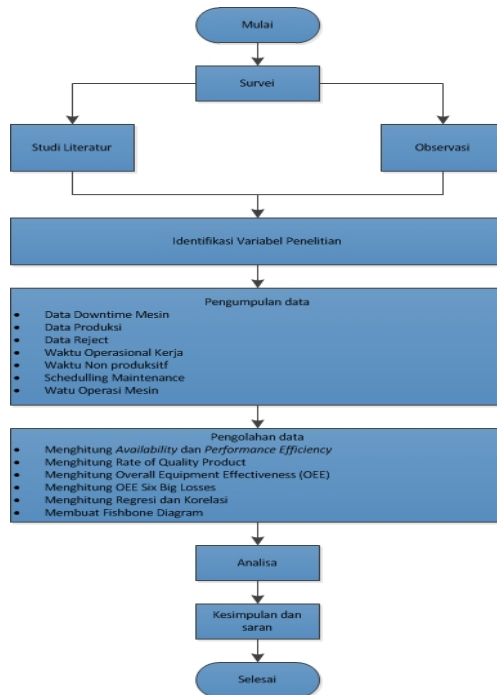 Mulai
Survei
Studi Literatur
Observasi
Identifikasi Variabel Penelitian
Pengumpulan data
• Data Downtime Mesin
• Data Produksi
• Data Reject
• Waktu Operasional Kerja
• Waktu Non produksitf
• Schedulling Maintenance
• Watu Operasi Mesin
Pengolahan data
• Menghitung Availability dan Performance Efficiency
• Menghitung Rate of Quality Product
• Menghitung Overall Equipment Effectiveness (OEE)
• Menghitung OEE Six Big Losses
• Menghitung Regresi dan Korelasi
• Membuat Fishbone Diagram
Analisa
Kesimpulan dan
saran
Selesai